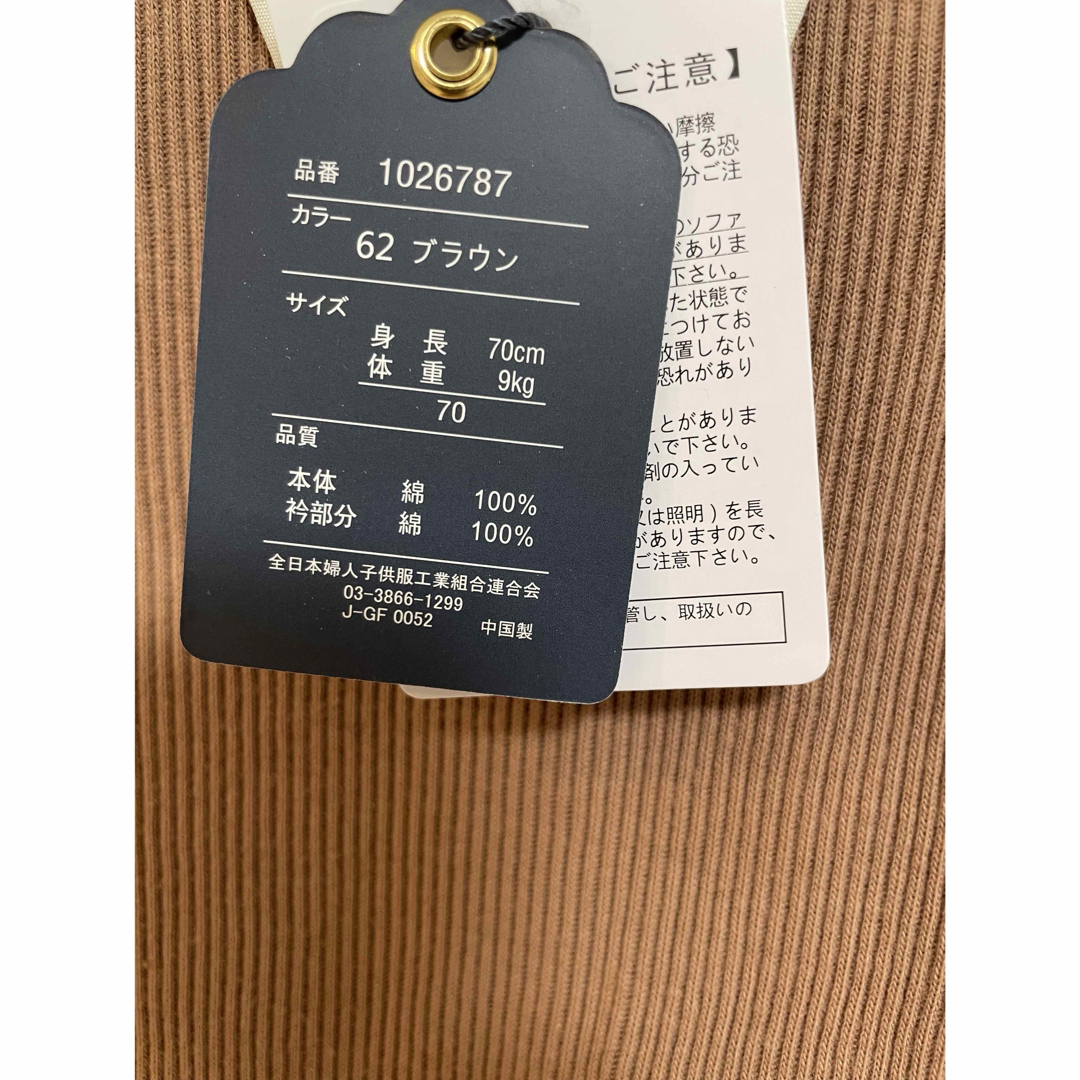 品番 1026787
カラー
62 ブラウン
サイズ
身 長 70cm
体 重 9kg
70
品質
本体 綿 100%
衿部分 綿 100%
全日本婦人子供服工業組合連合会
03-3866-1299
J-GF 0052 中国製
ご注意】
摩擦
する恐
分ご注
のソファ
がありま
下さい。
た状態で
につけてお
放置しない
恐れがあり
ことがありま
いで下さい。
剤の入ってい
。
又は照明)を長
がありますので、
ご注意下さい。
管し、取扱いの